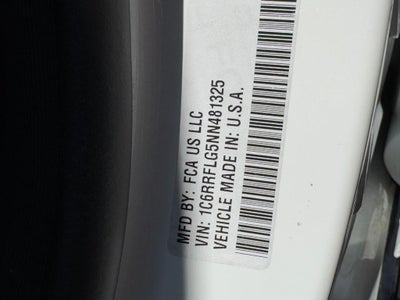 MFD BY: FCA US LLC
VIN: 1C6RRFLG5NN481325
VEHICLE MADE IN: U.S.A.